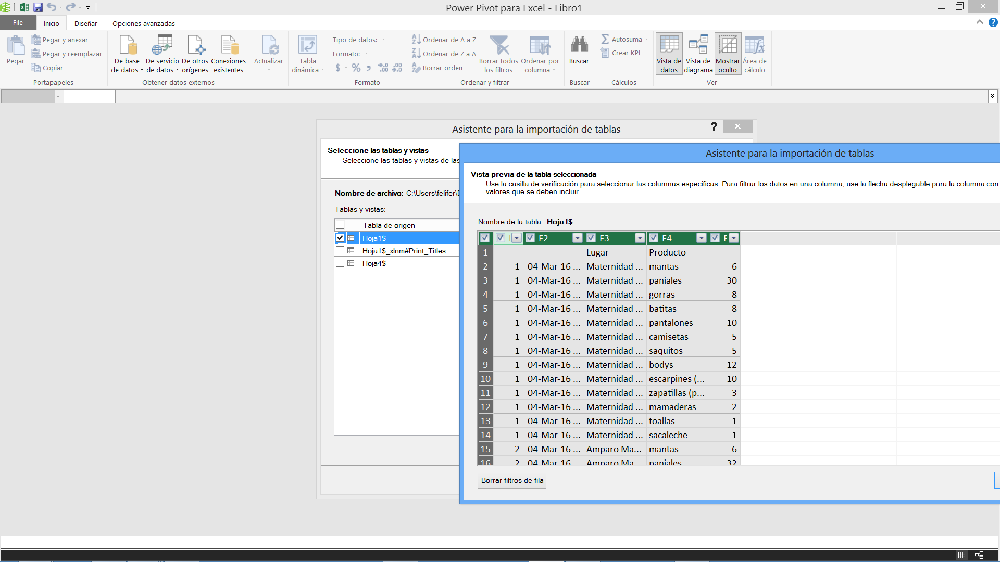 Power Pivot para Excel - Libro1
File
Inicio
Diseñar
Opciones avanzadas
Pegar
Pegar y anexar
Pegar y reemplazar
Copiar
Portapapeles
De base de datos
De servicio de datos
De otros orígenes
Conexiones existentes
Obtener datos externos
Actualizar
Tabla dinámica
Tipo de datos:
Formato:
$ % , .00 .00
Formato
Ordenar de A a Z
Ordenar de Z a A
Borrar orden
Borrar todos los filtros
Ordenar por columna
Ordenar y filtrar
Buscar
Buscar
Autosuma
Crear KPI
Cálculos
Vista de datos
Vista de diagrama
Mostrar oculto
Área de cálculo
Ver
Asistente para la importación de tablas
Seleccione las tablas y vistas
Seleccione las tablas y vistas de las
Nombre de archivo: C:\Users\felifer\
Tablas y vistas:
Tabla de origen
Hoja1$
Hoja1$_xlnm#Print_Titles
Hoja4$
Asistente para la importación de tablas
Vista previa de la tabla seleccionada
Use la casilla de verificación para seleccionar las columnas específicas. Para filtrar los datos en una columna, use la flecha desplegable para la columna con
valores que se deben incluir.
Nombre de la tabla: Hoja1$
F2 F3 F4 F
1 Lugar Producto
2 1 04-Mar-16 ... Maternidad ... mantas 6
3 1 04-Mar-16 ... Maternidad ... paniales 30
4 1 04-Mar-16 ... Maternidad ... gorras 8
5 1 04-Mar-16 ... Maternidad ... batitas 8
6 1 04-Mar-16 ... Maternidad ... pantalones 10
7 1 04-Mar-16 ... Maternidad ... camisetas 5
8 1 04-Mar-16 ... Maternidad ... saquitos 5
9 1 04-Mar-16 ... Maternidad ... bodys 12
10 1 04-Mar-16 ... Maternidad ... escarpines (... 10
11 1 04-Mar-16 ... Maternidad ... zapatillas (p... 3
12 1 04-Mar-16 ... Maternidad ... mamaderas 2
13 1 04-Mar-16 ... Maternidad ... toallas 1
14 1 04-Mar-16 ... Maternidad ... sacaleche 1
15 2 04-Mar-16 ... Amparo Ma... mantas 6
16 2 04-Mar-16 Amparo Ma paniales 32
Borrar filtros de fila